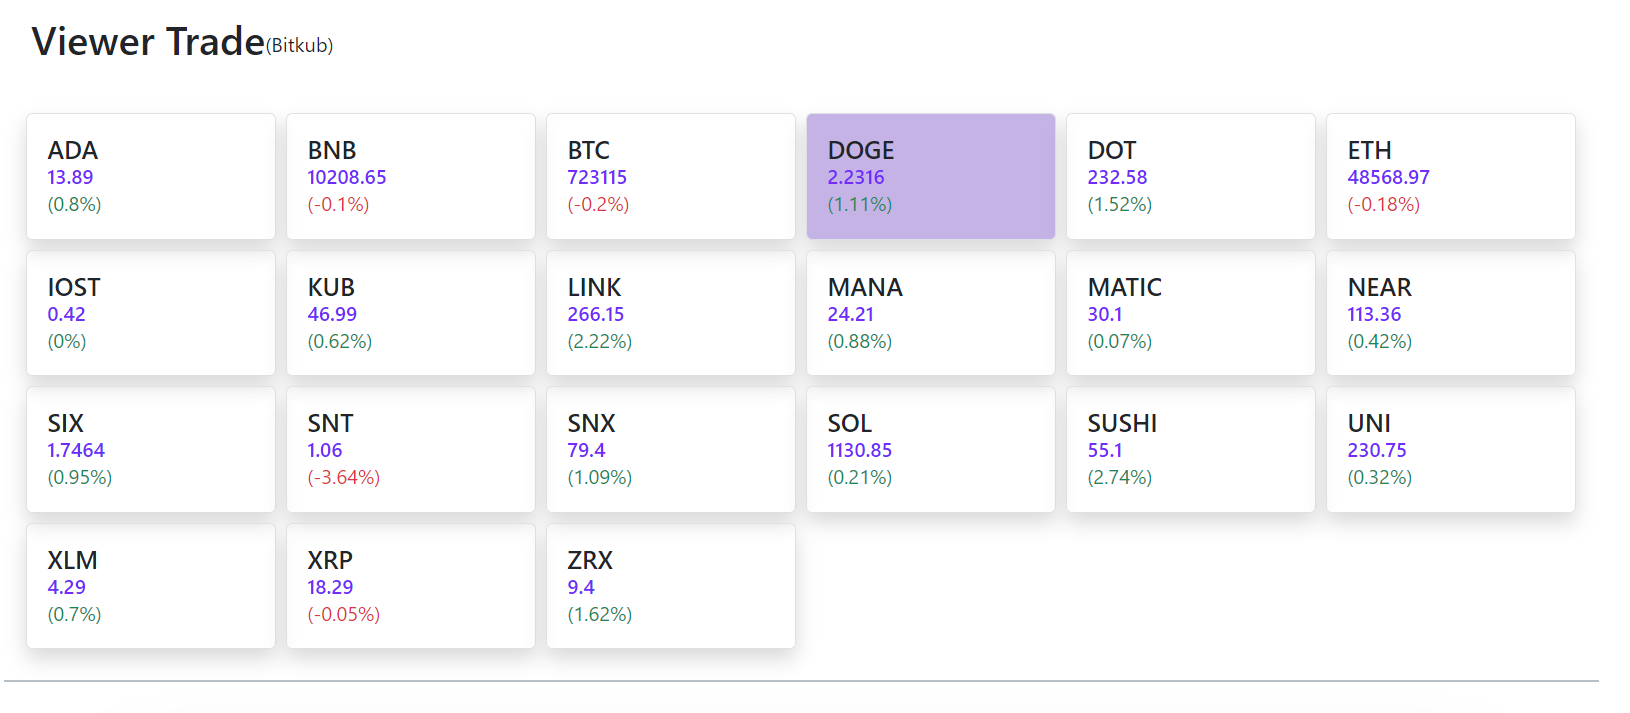 Viewer Trade(Bitkub)
ADA
13.89
(0.8%)
BNB
10208.65
(-0.1%)
BTC
723115
(-0.2%)
DOGE
2.2316
(1.11%)
DOT
232.58
(1.52%)
ETH
48568.97
(-0.18%)
IOST
0.42
(0%)
KUB
46.99
(0.62%)
LINK
266.15
(2.22%)
MANA
24.21
(0.88%)
MATIC
30.1
(0.07%)
NEAR
113.36
(0.42%)
SIX
1.7464
(0.95%)
SNT
1.06
(-3.64%)
SNX
79.4
(1.09%)
SOL
1130.85
(0.21%)
SUSHI
55.1
(2.74%)
UNI
230.75
(0.32%)
XLM
4.29
(0.7%)
XRP
18.29
(-0.05%)
ZRX
9.4
(1.62%)